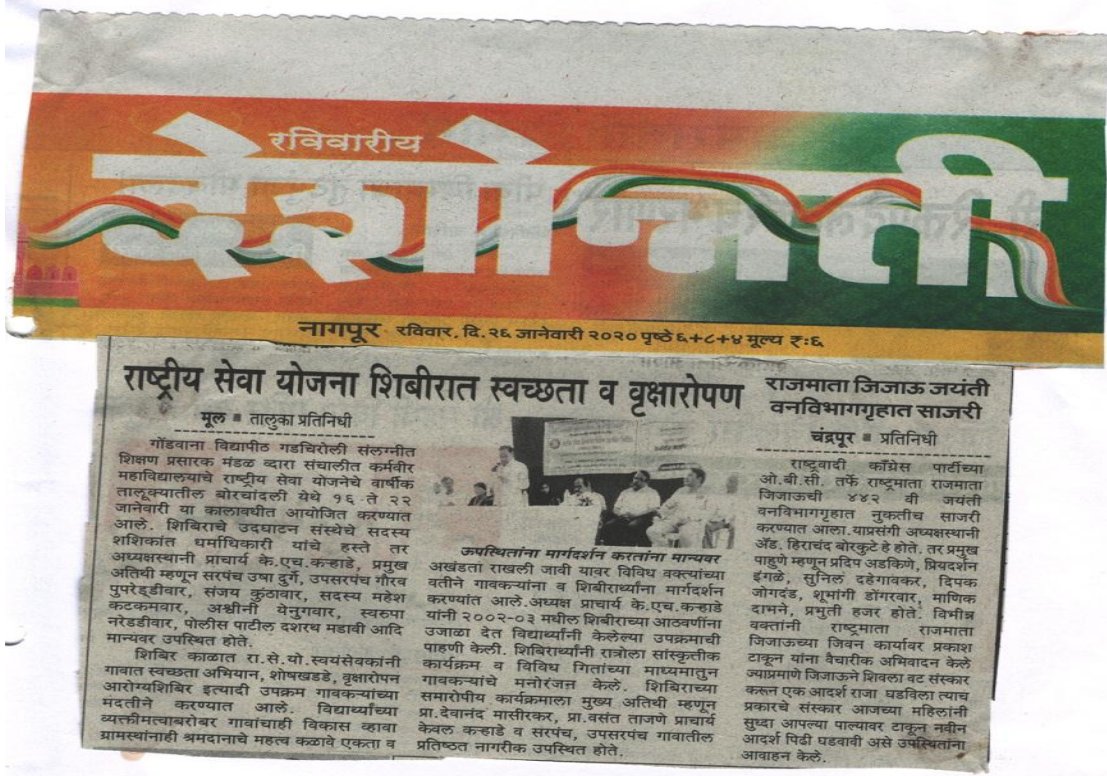 रविवारीय
देशोन्नती
नागपूर रविवार, दि. २६ जानेवारी २०२० पृष्ठे ६+८+४ मूल्य रु:६
राष्ट्रीय सेवा योजना शिबीरात स्वच्छता व वृक्षारोपण
मूल ■ तालुका प्रतिनिधी
गोंडवाना विद्यापीठ गडचिरोली संलग्नीत
शिक्षण प्रसारक मंडळ व्दारा संचालीत कर्मवीर
महाविद्यालयाचे राष्ट्रीय सेवा योजनेचे वार्षीक
तालूक्यातील बोरचांदली येथे १६ ते २२
जानेवारी या कालावधीत आयोजित करण्यात
आले. शिबिराचे उदघाटन संस्थेचे सदस्य
शशिकांत धर्माधिकारी यांचे हस्ते तर
अध्यक्षस्थानी प्राचार्य के.एच.कऱ्हाडे, प्रमुख
अतिथी म्हणून सरपंच उषा दुर्गे, उपसरपंच गौरव
पुपरेड्डीवार, संजय कुंठावार, सदस्य महेश
कटकमवार, अश्वीनी येनुगवार, स्वरुपा
नरेडडीवार, पोलीस पाटील दशरथ मडावी आदि
मान्यवर उपस्थित होते.
शिबिर काळात रा.से.यो.स्वयंसेवकांनी
गावात स्वच्छता अभियान, शोषखडडे, वृक्षारोपन
आरोग्यशिबिर इत्यादी उपक्रम गावकऱ्यांच्या
मदतीने करण्यात आले. विद्यार्थ्यांच्या
व्यक्तीमत्वाबरोबर गावांचाही विकास व्हावा
ग्रामस्थांनाही श्रमदानाचे महत्व कळावे एकता व
उपस्थितांना मार्गदर्शन करतांना मान्यवर
अखंडता राखली जावी यावर विविध वक्त्यांच्या
वतीने गावकऱ्यांना व शिबीरार्थ्यांना मार्गदर्शन
करण्यांत आले.अध्यक्ष प्राचार्य के.एच.कऱ्हाडे
यांनी २००२-०३ मधील शिबीराच्या आठवणींना
उजाळा देत विद्यार्थ्यांनी केलेल्या उपक्रमाची
पाहणी केली. शिबिरार्थ्यांनी रात्रोला सांस्कृतीक
कार्यक्रम व विविध गितांच्या माध्यमातुन
गावकऱ्यांचे मनोरंजन केले. शिबिराच्या
समारोपीय कार्यक्रमाला मुख्य अतिथी म्हणून
प्रा.देवानंद मासीरकर, प्रा.वसंत ताजणे प्राचार्य
केवल कऱ्हाडे व सरपंच, उपसरपंच गावातील
प्रतिष्ठत नागरीक उपस्थित होते.
राजमाता जिजाऊ जयंती
वनविभागगृहात साजरी
चंद्रपूर ■ प्रतिनिधी
राष्ट्रवादी काँग्रेस पार्टीच्या
ओ.बी.सी. तर्फे राष्ट्रमाता राजमाता
जिजाऊची ४४२ वी जयंती
वनविभागगृहात नुकतीच साजरी
करण्यात आला.याप्रसंगी अध्यक्षस्थानी
ॲड. हिराचंद बोरकुटे हे होते. तर प्रमुख
पाहुणे म्हणून प्रदिप अडकिणे, प्रियदर्शन
इंगळे, सुनिल दहेगावकर, दिपक
जोगदंड, शूभांगी डोंगरवार, माणिक
दाभने, प्रभुती हजर होते. विभीन्न
वक्तांनी राष्ट्रमाता राजमाता
जिजाऊच्या जिवन कार्यावर प्रकाश
टाकून यांना वैचारीक अभिवादन केले
ज्याप्रमाणे जिजाऊने शिवला वट संस्कार
करून एक आदर्श राजा घडविला त्याच
प्रकारचे संस्कार आजच्या महिलांनी
सुध्दा आपल्या पाल्यावर टाकून नवीन
आदर्श पिढी घडवावी असे उपस्थितांना
आवाहन केले.